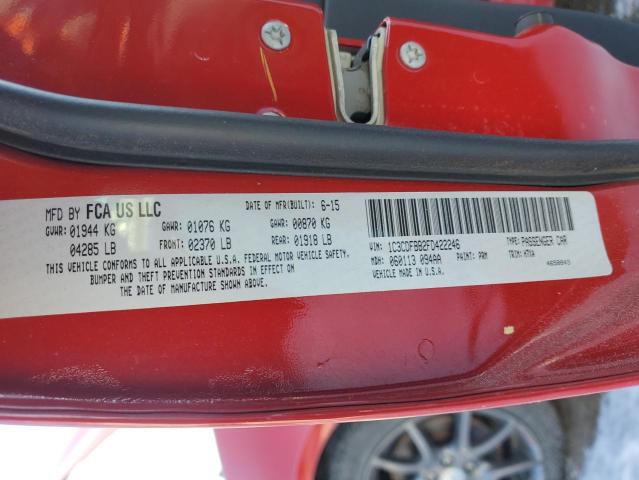 MFD BY FCA US LLC
DATE OF MFR(BUILT): 6-15
GVWR: 01944 KG GAWR: 01076 KG GAWR: 00870 KG
04285 LB FRONT: 02370 LB REAR: 01918 LB
THIS VEHICLE CONFORMS TO ALL APPLICABLE U.S.A. FEDERAL MOTOR VEHICLE SAFETY,
BUMPER AND THEFT PREVENTION STANDARDS IN EFFECT ON
THE DATE OF MANUFACTURE SHOWN ABOVE.
VIN: 1C3CDFBB2FD422246 TYPE: PASSENGER CAR
MDH: 060113 094AA PAINT: PRM TRIM: H7XA
VEHICLE MADE IN U.S.A. 4658943